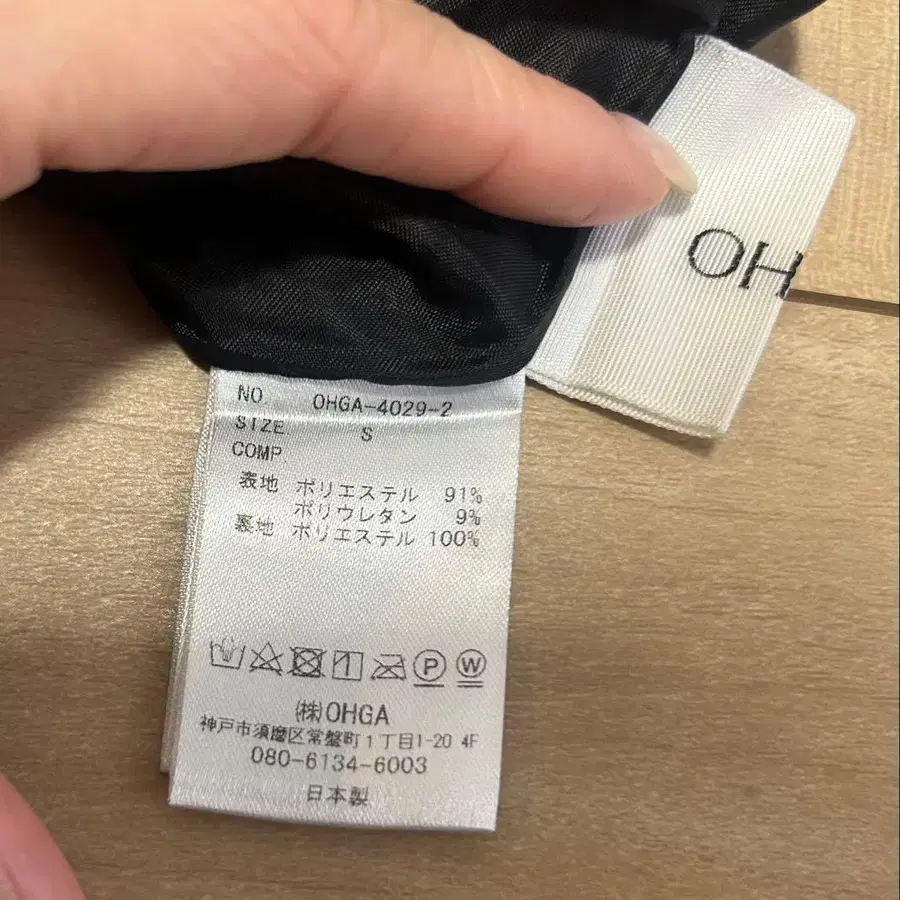 OH
NO. OHGA-4029-2
SIZE. S
COMP.
表地 ポリエステル 91%
ポリウレタン 9%
裏地 ポリエステル 100%
P W
㈱OHGA
神戸市須磨区常盤町1丁目1-20 4F
080-6134-6003
日本製